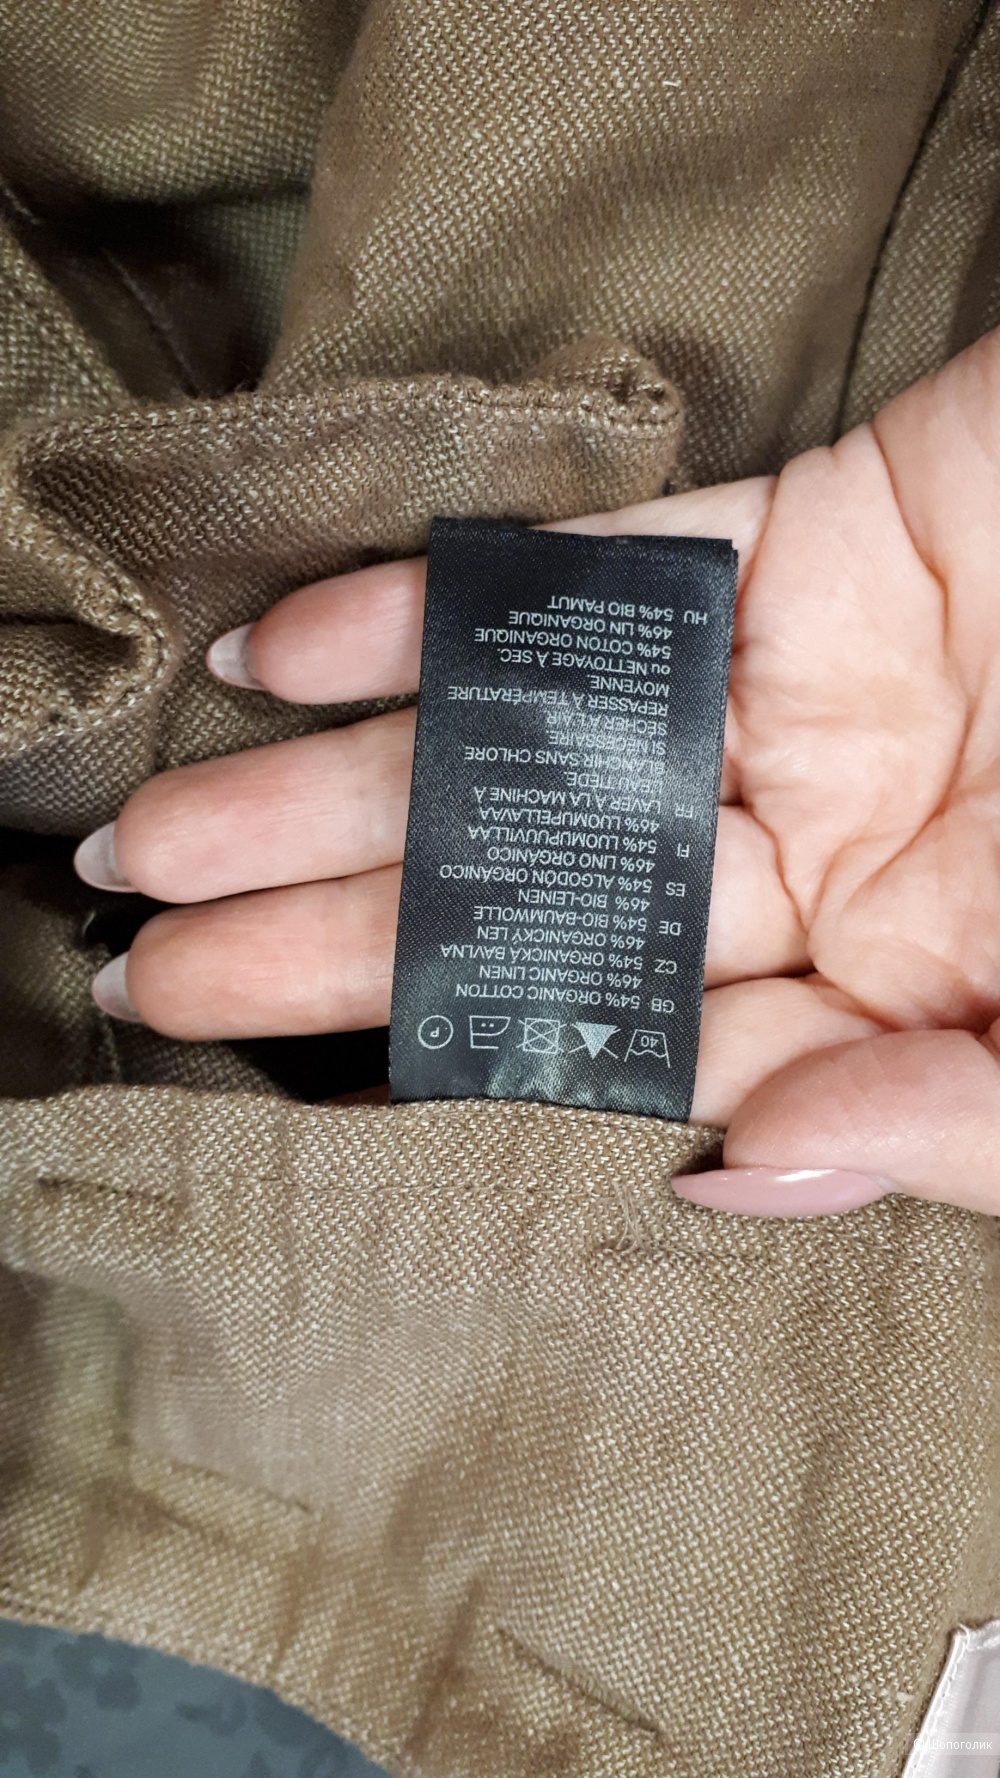 40 P
GB 54% ORGANIC COTTON
46% ORGANIC LINEN
CZ 54% ORGANICKÁ BAVLNA
46% ORGANICKÝ LEN
DE 54% BIO-BAUMWOLLE
46% BIO-LEINEN
ES 54% ALGODÓN ORGÁNICO
46% LINO ORGÁNICO
FI 54% LUOMUPUUVILLAA
46% LUOMUPELLAVAA
FR LAVER À LA MACHINE À
L'EAU TIÈDE.
BLANCHIR SANS CHLORE
SI NÉCESSAIRE.
SÉCHER À L'AIR.
REPASSER À TEMPÉRATURE
MOYENNE.
ou NETTOYAGE À SEC.
54% COTON ORGANIQUE
46% LIN ORGANIQUE
HU 54% BIO PAMUT
© Шопоголик